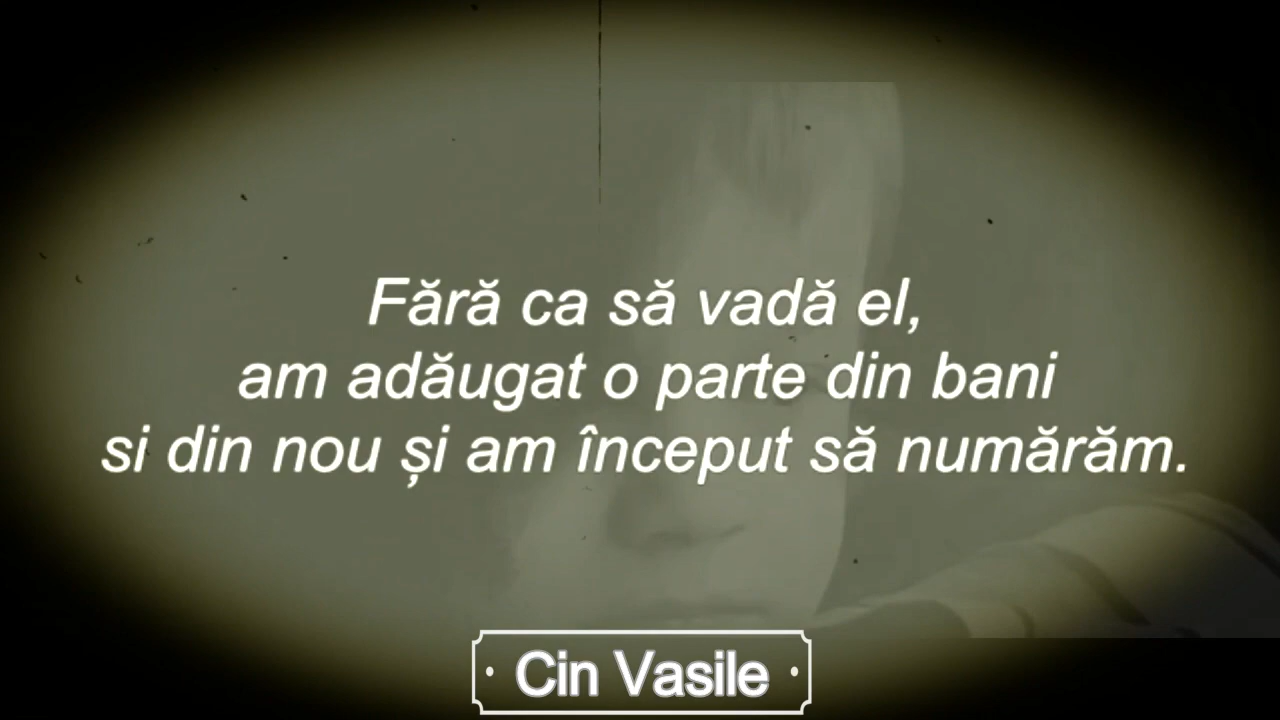 Fără ca să vadă el,
am adăugat o parte din bani
si din nou și am început să numărăm.
Cin Vasile